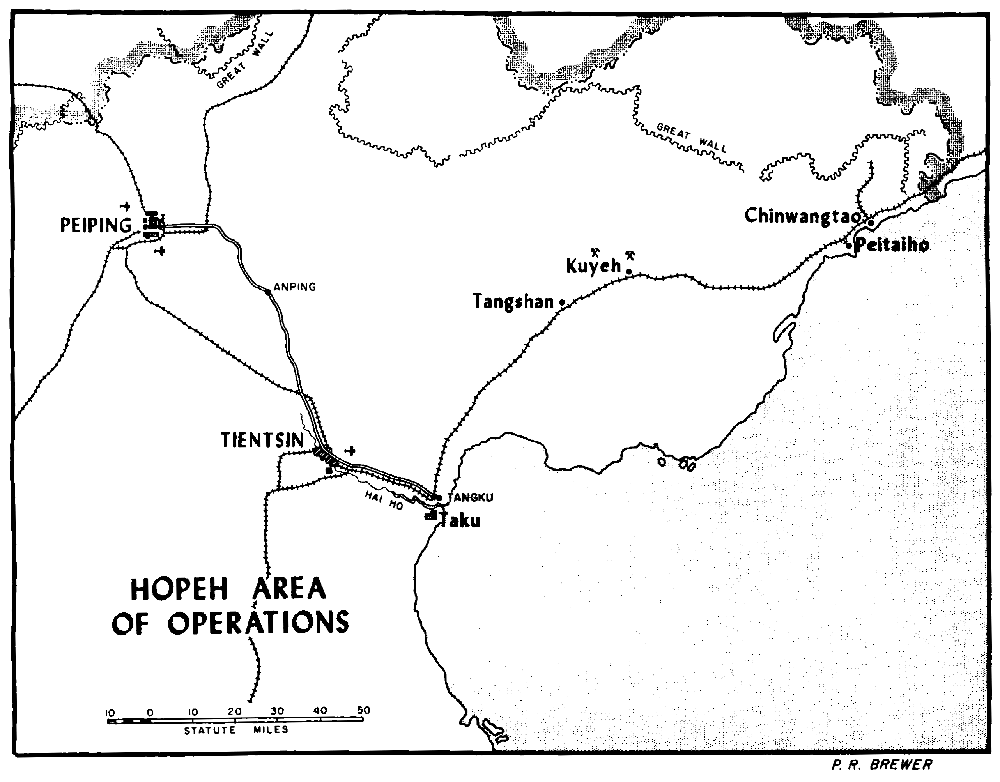 GREAT WALL
GREAT WALL
PEIPING
Chinwangtao
Peitaiho
Kuyeh
ANPING
Tangshan
TIENTSIN
HAI HO
TANGKU
Taku
HOPEH AREA
OF OPERATIONS
10 0 10 20 30 40 50
STATUTE MILES
P. R. BREWER